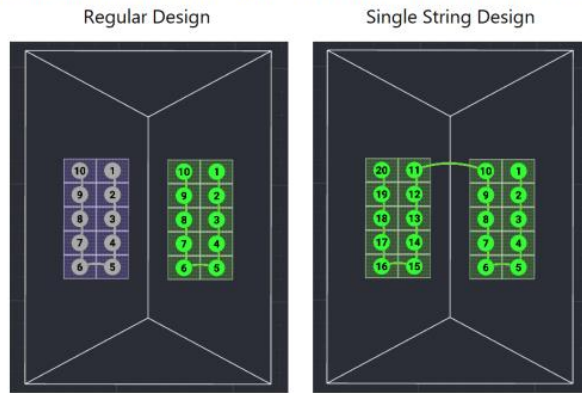 Regular Design
Single String Design
10 1 10 1
9 2 9 2
8 3 8 3
7 4 7 4
6 5 6 5
20 11 10 1
19 12 9 2
18 13 8 3
17 14 7 4
16 15 6 5